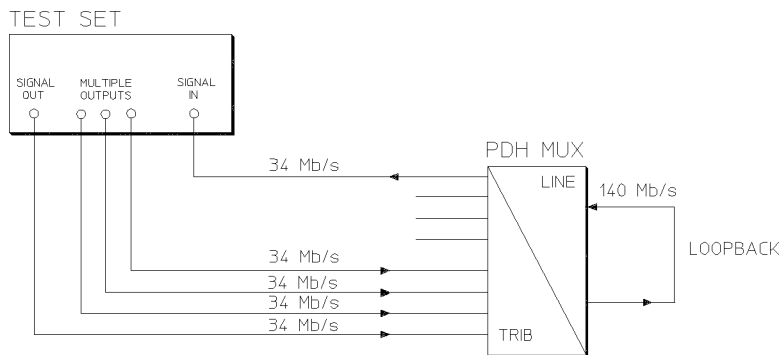 TEST SET
SIGNAL
OUT
MULTIPLE
OUTPUTS
SIGNAL
IN
PDH MUX
34 Mb/s
LINE
140 Mb/s
LOOPBACK
34 Mb/s
34 Mb/s
34 Mb/s
34 Mb/s
TRIB